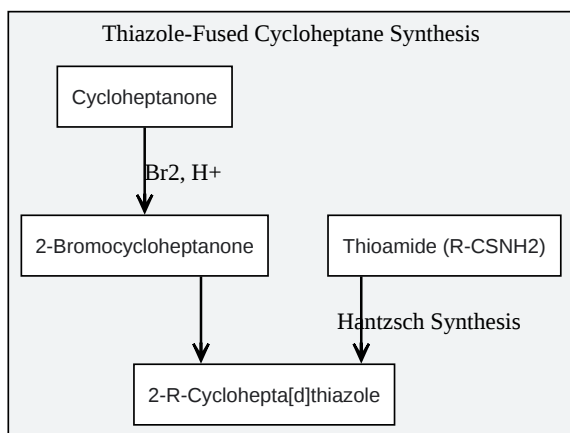 Thiazole-Fused Cycloheptane Synthesis
Cycloheptanone
Br2, H+
2-Bromocycloheptanone
Thioamide (R-CSNH2)
Hantzsch Synthesis
2-R-Cyclohepta[d]thiazole